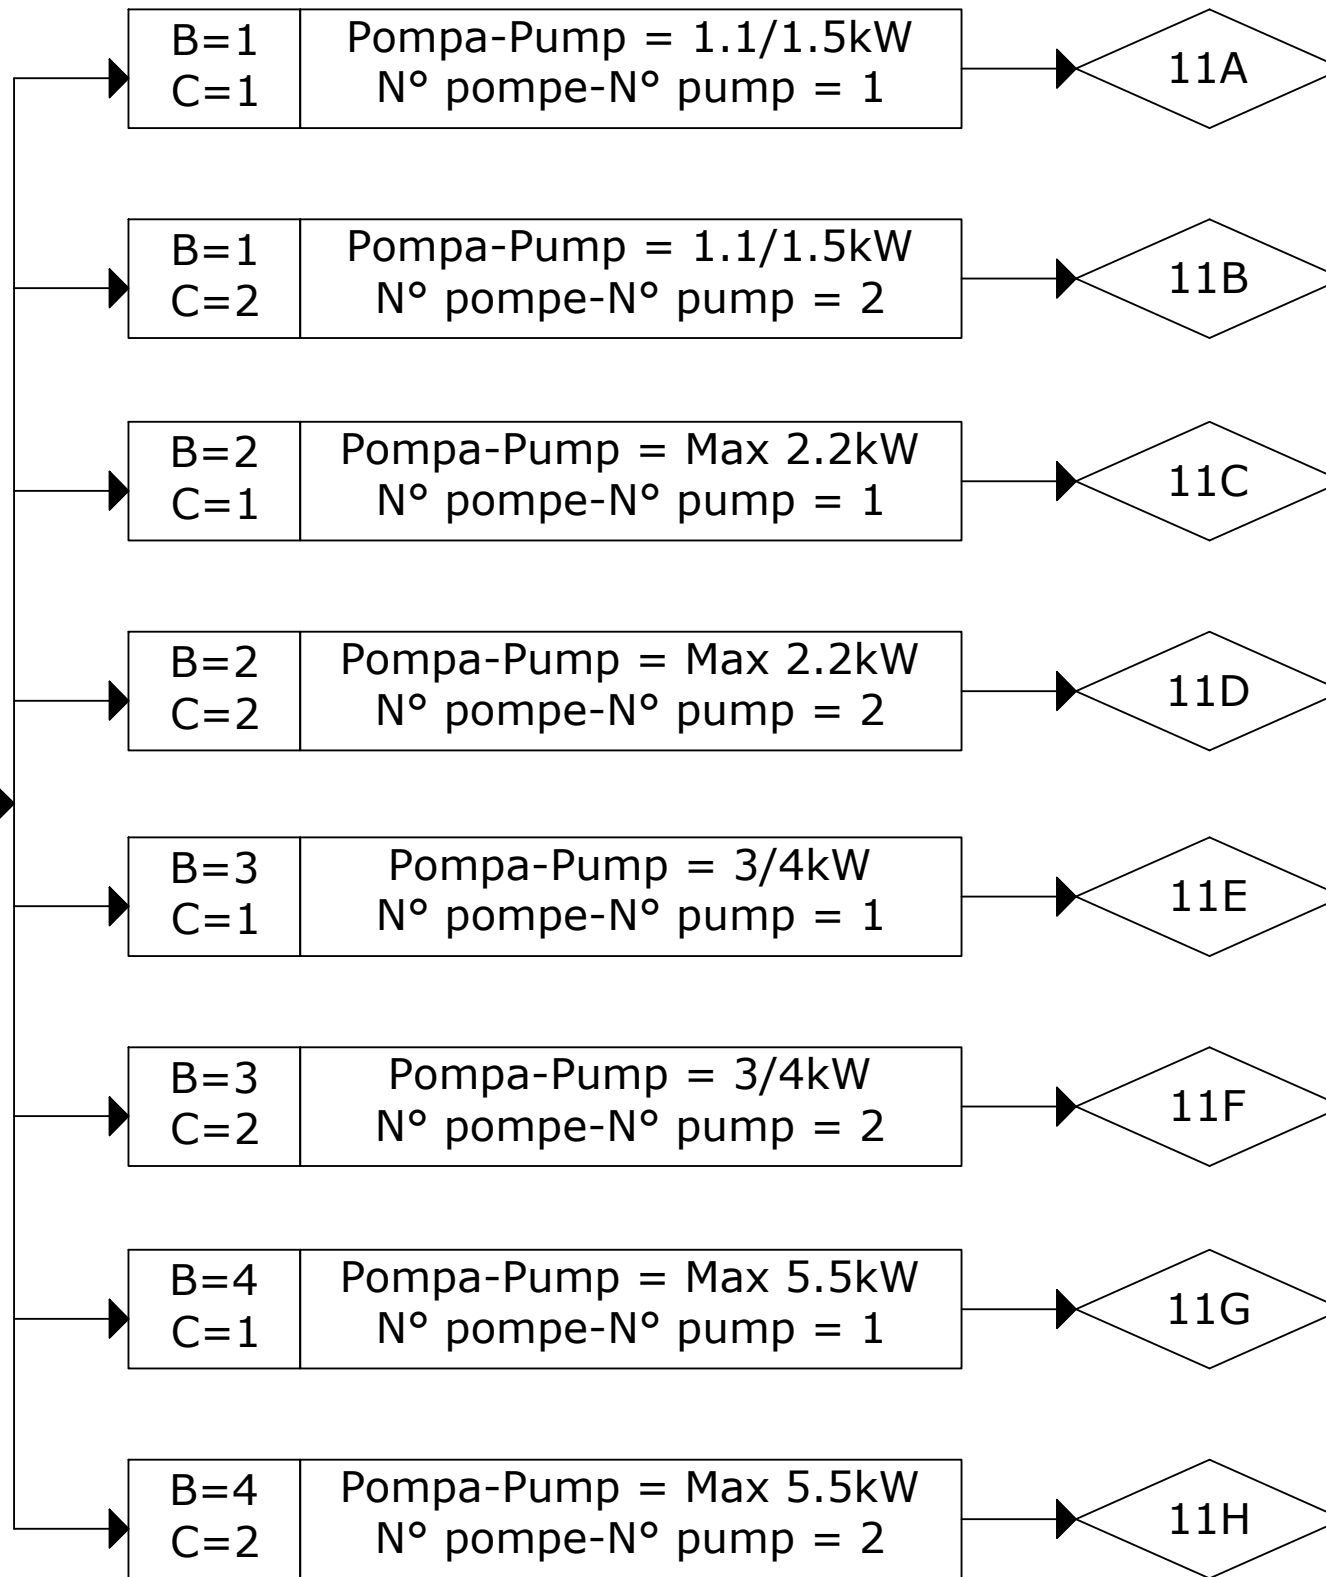 B=1
C=1
Pompa-Pump = 1.1/1.5kW
N° pompe-N° pump = 1
11A
B=1
C=2
Pompa-Pump = 1.1/1.5kW
N° pompe-N° pump = 2
11B
B=2
C=1
Pompa-Pump = Max 2.2kW
N° pompe-N° pump = 1
11C
B=2
C=2
Pompa-Pump = Max 2.2kW
N° pompe-N° pump = 2
11D
B=3
C=1
Pompa-Pump = 3/4kW
N° pompe-N° pump = 1
11E
B=3
C=2
Pompa-Pump = 3/4kW
N° pompe-N° pump = 2
11F
B=4
C=1
Pompa-Pump = Max 5.5kW
N° pompe-N° pump = 1
11G
B=4
C=2
Pompa-Pump = Max 5.5kW
N° pompe-N° pump = 2
11H